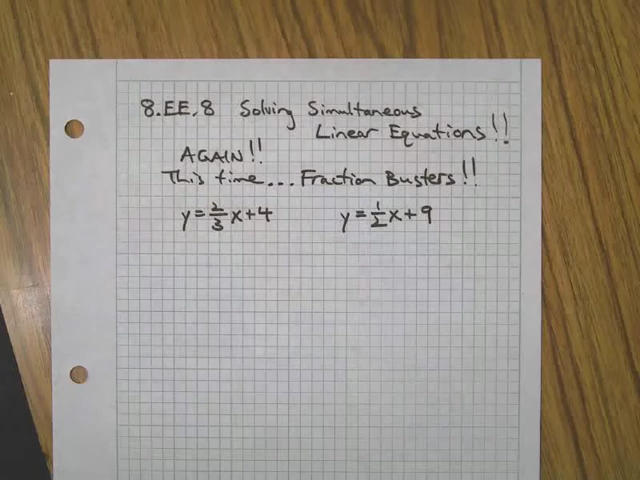 8.EE.8 Solving Simultaneous
Linear Equations!!
AGAIN!!
This time... Fraction Busters!!
y=2/3x+4 y=1/2x+9